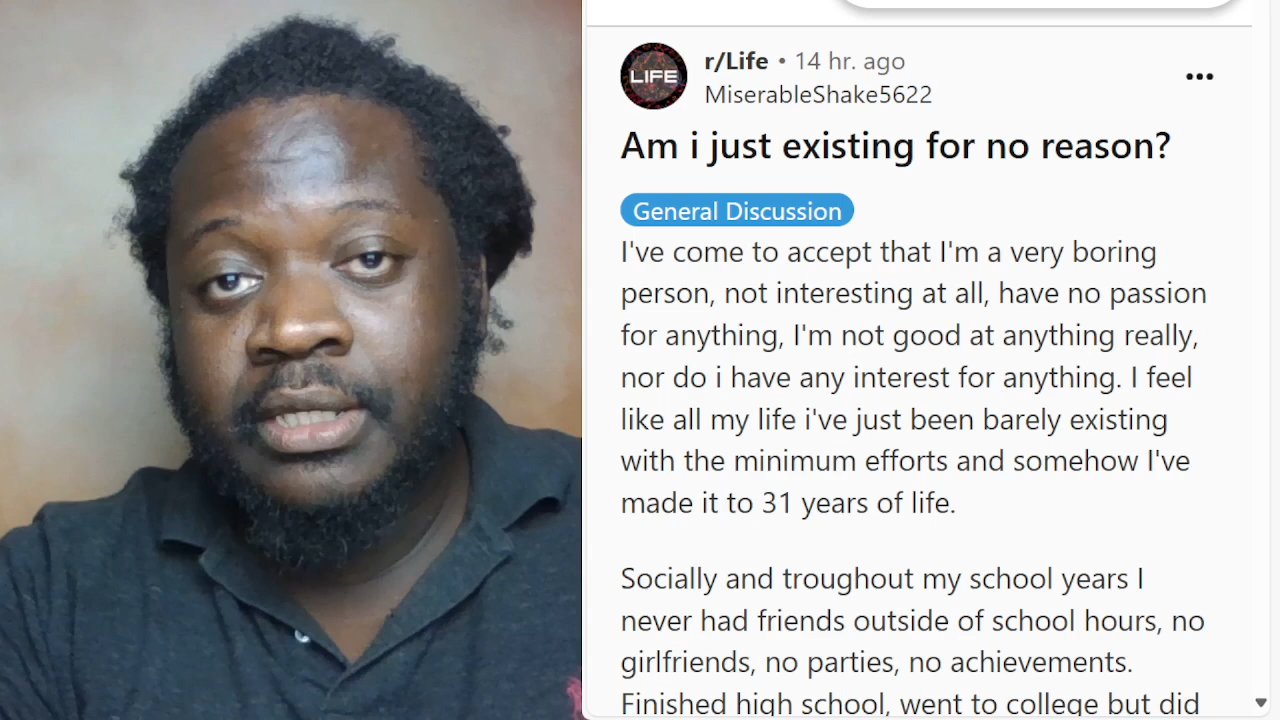 r/Life • 14 hr. ago
LIFE
MiserableShake5622
Am i just existing for no reason?
General Discussion
I've come to accept that I'm a very boring
person, not interesting at all, have no passion
for anything, I'm not good at anything really,
nor do i have any interest for anything. I feel
like all my life i've just been barely existing
with the minimum efforts and somehow I've
made it to 31 years of life.
Socially and troughout my school years I
never had friends outside of school hours, no
girlfriends, no parties, no achievements.
Finished high school, went to college but did